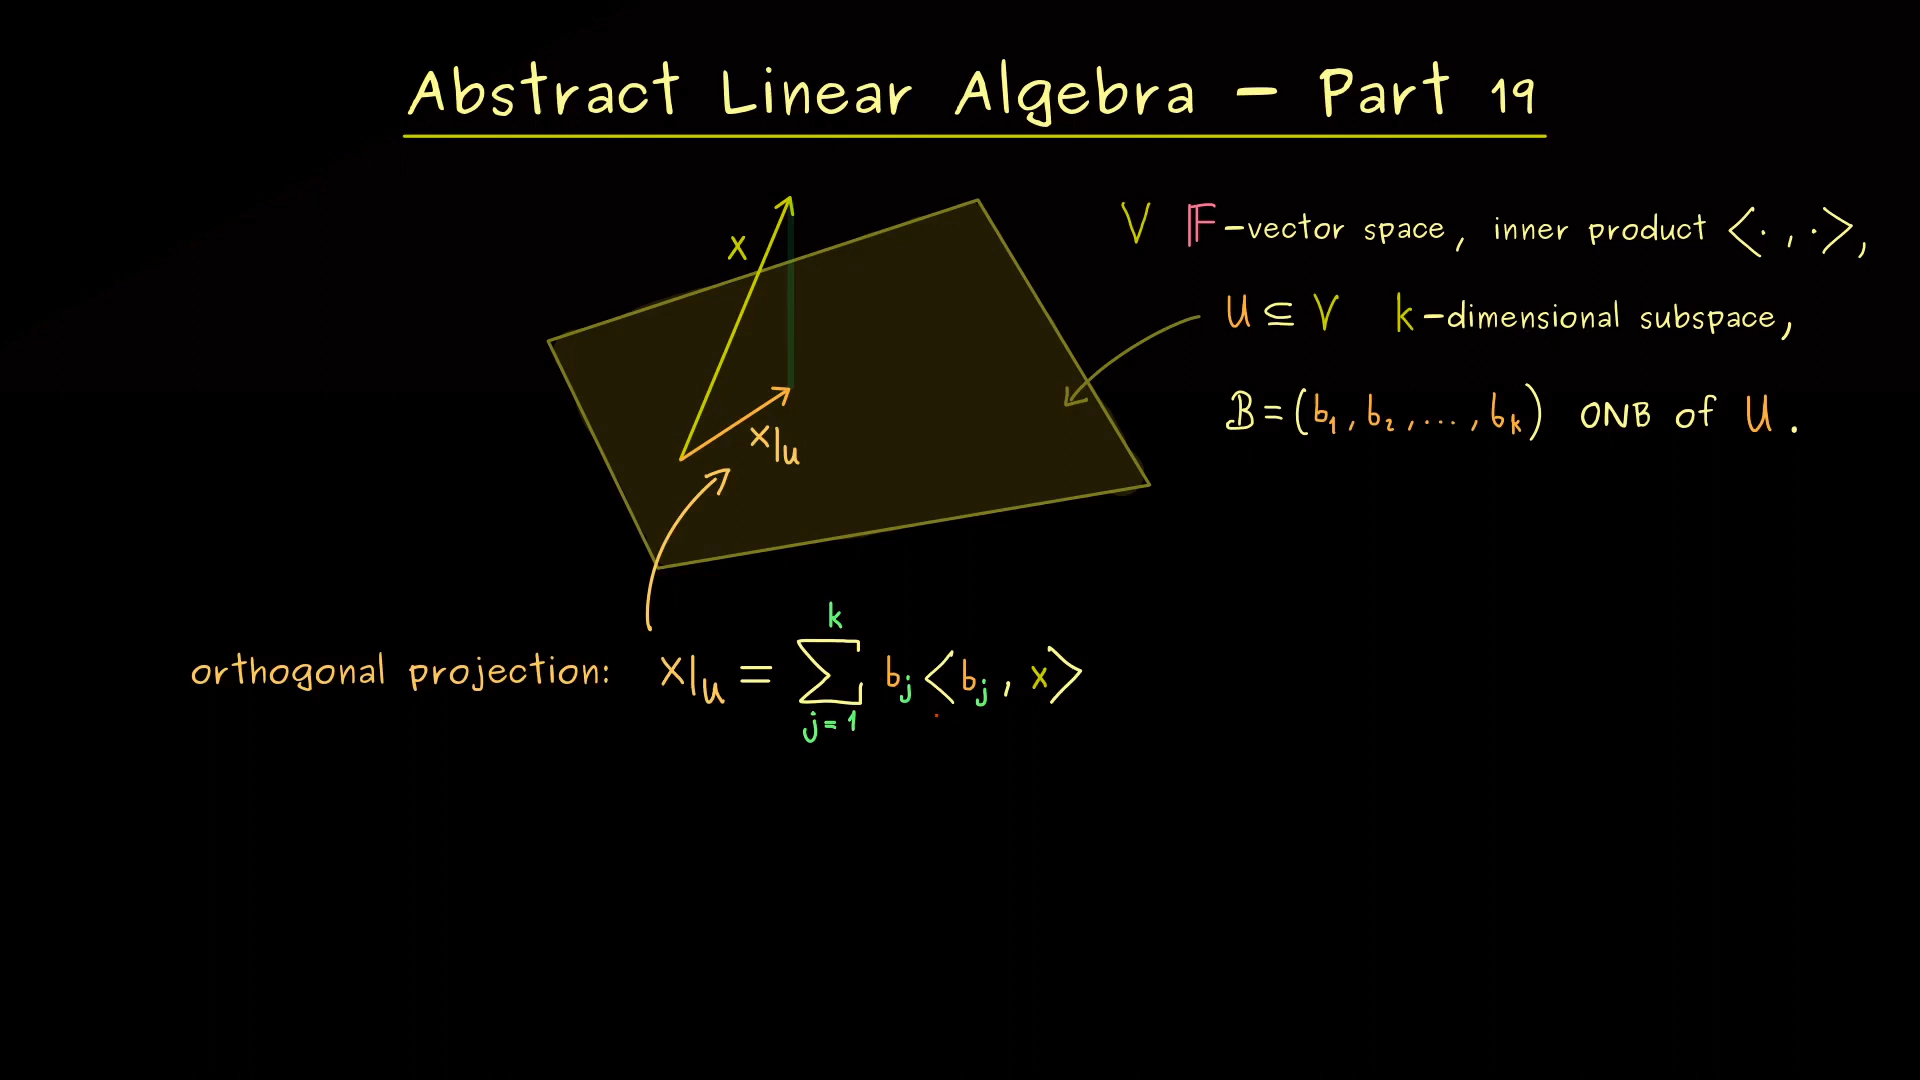 Abstract Linear Algebra – Part 19
V 𝔽-vector space, inner product <· , ·>,
x
U ⊆ V k-dimensional subspace,
B = (b₁, b₂, ..., bₖ) ONB of U.
x|ᵤ
orthogonal projection: x|ᵤ = ∑ⱼ₌₁ᵏ bⱼ <bⱼ, x>